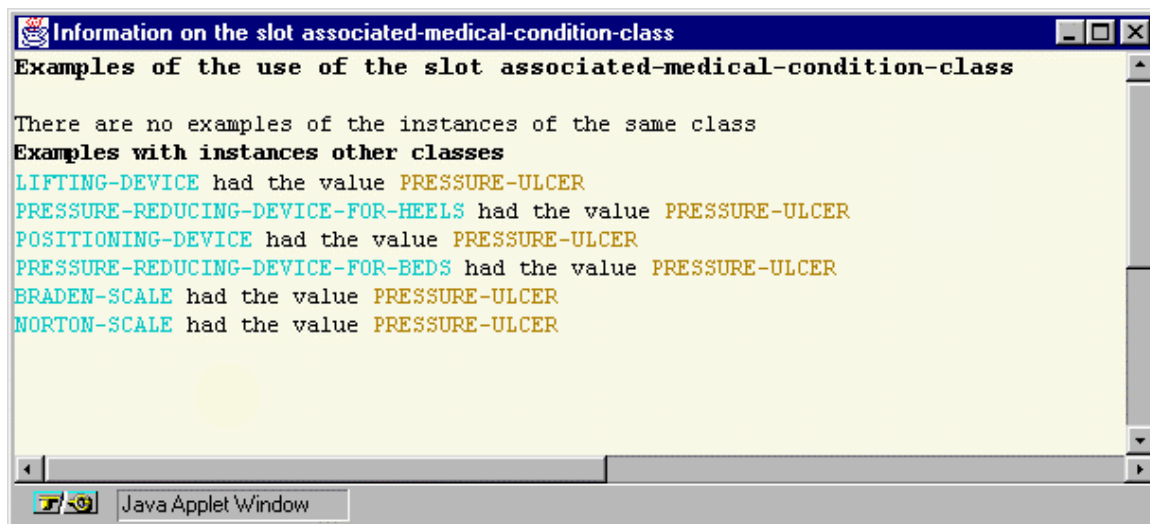 Information on the slot associated-medical-condition-class
Examples of the use of the slot associated-medical-condition-class
There are no examples of the instances of the same class
Examples with instances other classes
LIFTING-DEVICE had the value PRESSURE-ULCER
PRESSURE-REDUCING-DEVICE-FOR-HEELS had the value PRESSURE-ULCER
POSITIONING-DEVICE had the value PRESSURE-ULCER
PRESSURE-REDUCING-DEVICE-FOR-BEDS had the value PRESSURE-ULCER
BRADEN-SCALE had the value PRESSURE-ULCER
NORTON-SCALE had the value PRESSURE-ULCER
Java Applet Window